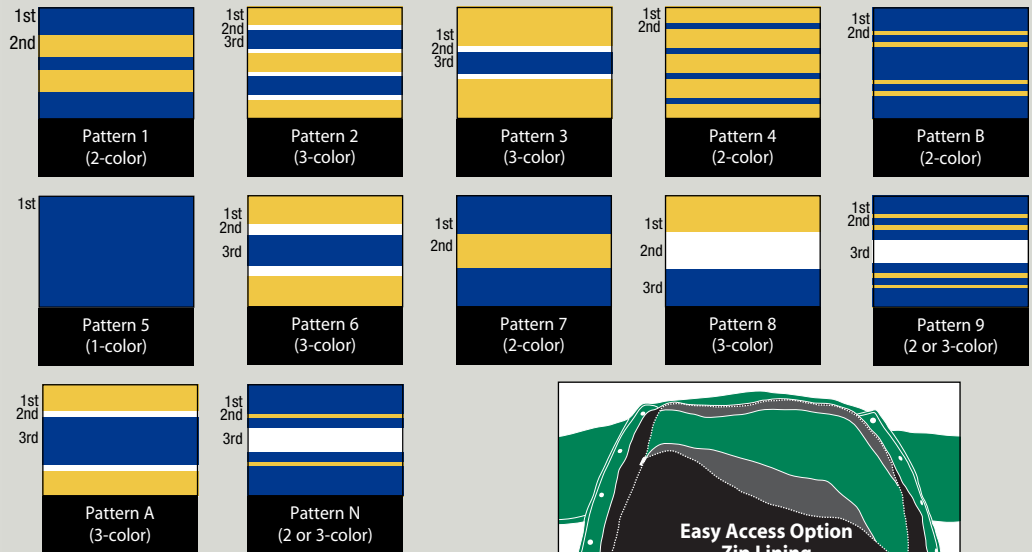 1st
2nd
Pattern 1
(2-color)
1st
2nd
3rd
Pattern 2
(3-color)
1st
2nd
3rd
Pattern 3
(3-color)
1st
2nd
Pattern 4
(2-color)
1st
2nd
Pattern B
(2-color)
1st
Pattern 5
(1-color)
1st
2nd
3rd
Pattern 6
(3-color)
1st
2nd
Pattern 7
(2-color)
1st
2nd
3rd
Pattern 8
(3-color)
1st
2nd
3rd
Pattern 9
(2 or 3-color)
1st
2nd
3rd
Pattern A
(3-color)
1st
2nd
3rd
Pattern N
(2 or 3-color)
Easy Access Option
Zip Lining